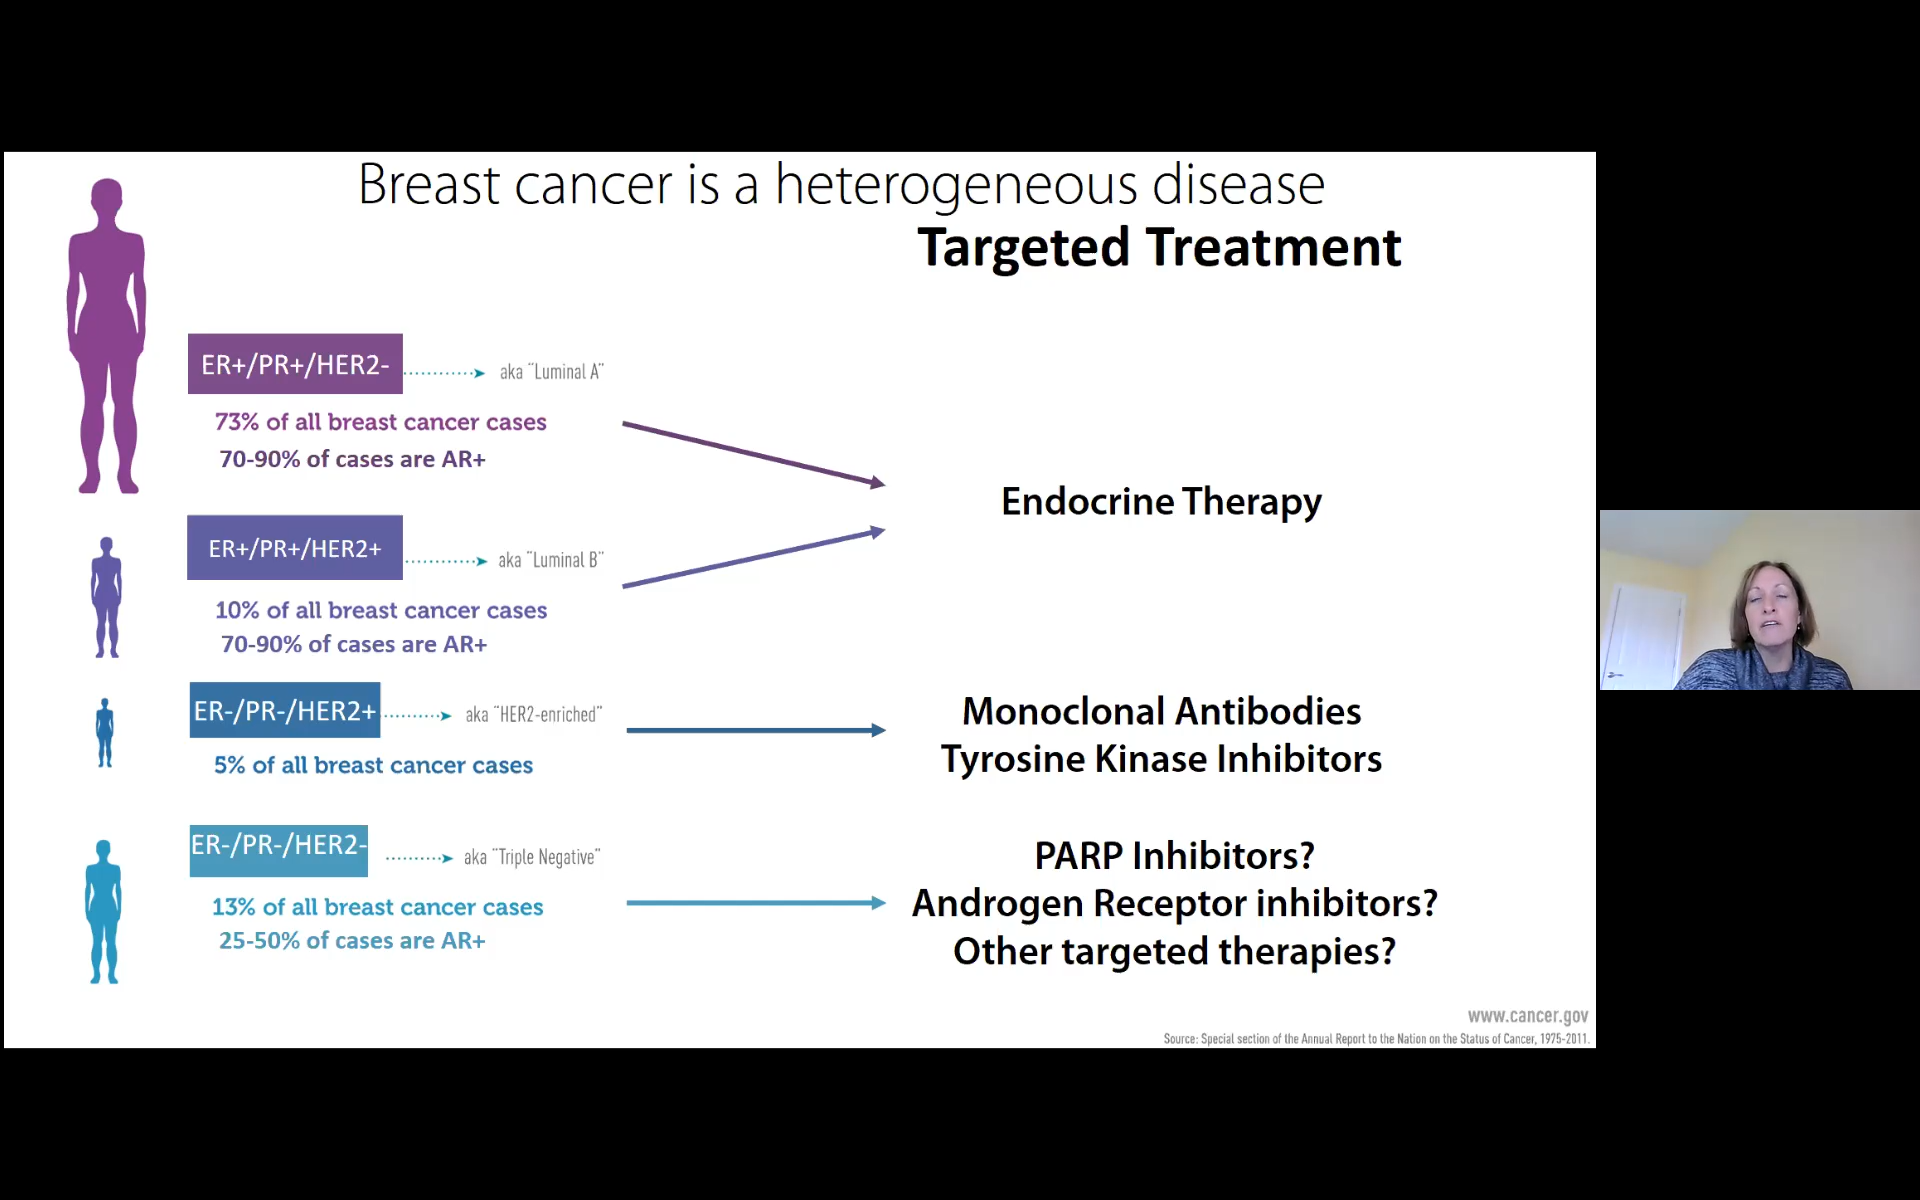 Breast cancer is a heterogeneous disease
Targeted Treatment
ER+/PR+/HER2-
aka "Luminal A"
73% of all breast cancer cases
70-90% of cases are AR+
Endocrine Therapy
ER+/PR+/HER2+
aka "Luminal B"
10% of all breast cancer cases
70-90% of cases are AR+
ER-/PR-/HER2+
aka "HER2-enriched"
5% of all breast cancer cases
Monoclonal Antibodies
Tyrosine Kinase Inhibitors
ER-/PR-/HER2-
aka "Triple Negative"
13% of all breast cancer cases
25-50% of cases are AR+
PARP Inhibitors?
Androgen Receptor inhibitors?
Other targeted therapies?
www.cancer.gov
Source: Special section of the Annual Report to the Nation on the Status of Cancer, 1975-2011.